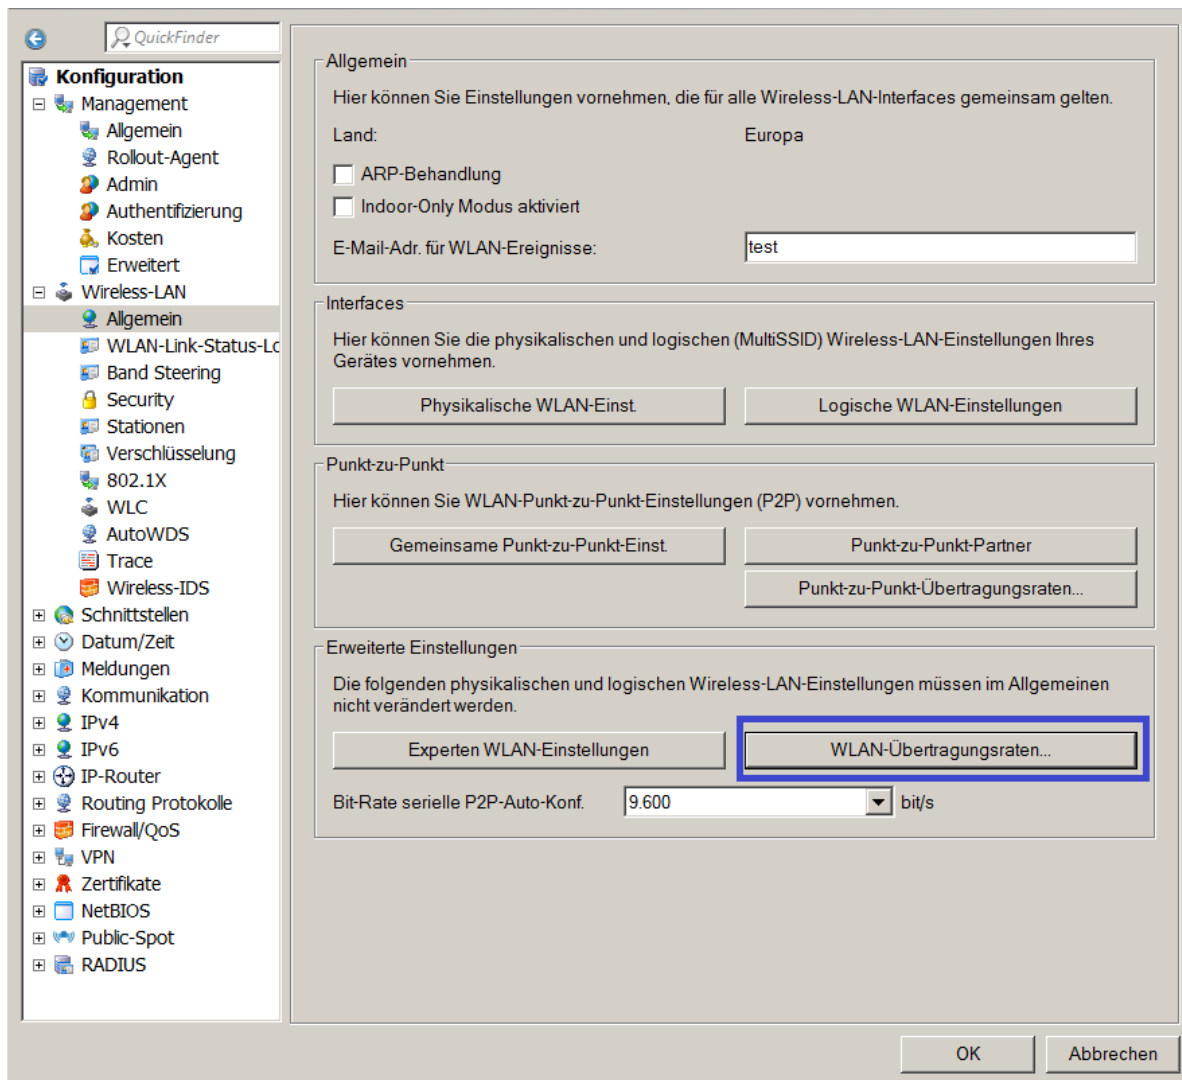 QuickFinder
Konfiguration
Management
Allgemein
Rollout-Agent
Admin
Authentifizierung
Kosten
Erweitert
Wireless-LAN
Allgemein
WLAN-Link-Status-Lo
Band Steering
Security
Stationen
Verschlüsselung
802.1X
WLC
AutoWDS
Trace
Wireless-IDS
Schnittstellen
Datum/Zeit
Meldungen
Kommunikation
IPv4
IPv6
IP-Router
Routing Protokolle
Firewall/QoS
VPN
Zertifikate
NetBIOS
Public-Spot
RADIUS
Allgemein
Hier können Sie Einstellungen vornehmen, die für alle Wireless-LAN-Interfaces gemeinsam gelten.
Land: Europa
ARP-Behandlung
Indoor-Only Modus aktiviert
E-Mail-Adr. für WLAN-Ereignisse: test
Interfaces
Hier können Sie die physikalischen und logischen (MultiSSID) Wireless-LAN-Einstellungen Ihres
Gerätes vornehmen.
Physikalische WLAN-Einst. Logische WLAN-Einstellungen
Punkt-zu-Punkt
Hier können Sie WLAN-Punkt-zu-Punkt-Einstellungen (P2P) vornehmen.
Gemeinsame Punkt-zu-Punkt-Einst. Punkt-zu-Punkt-Partner
Punkt-zu-Punkt-Übertragungsraten...
Erweiterte Einstellungen
Die folgenden physikalischen und logischen Wireless-LAN-Einstellungen müssen im Allgemeinen
nicht verändert werden.
Experten WLAN-Einstellungen WLAN-Übertragungsraten...
Bit-Rate serielle P2P-Auto-Konf. 9.600 bit/s
OK Abbrechen